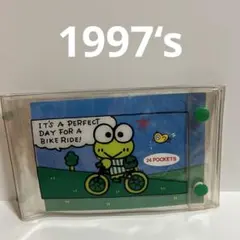 1997‘s
IT'S A PERFECT
DAY FOR A
BIKE RIDE!
24 POCKETS